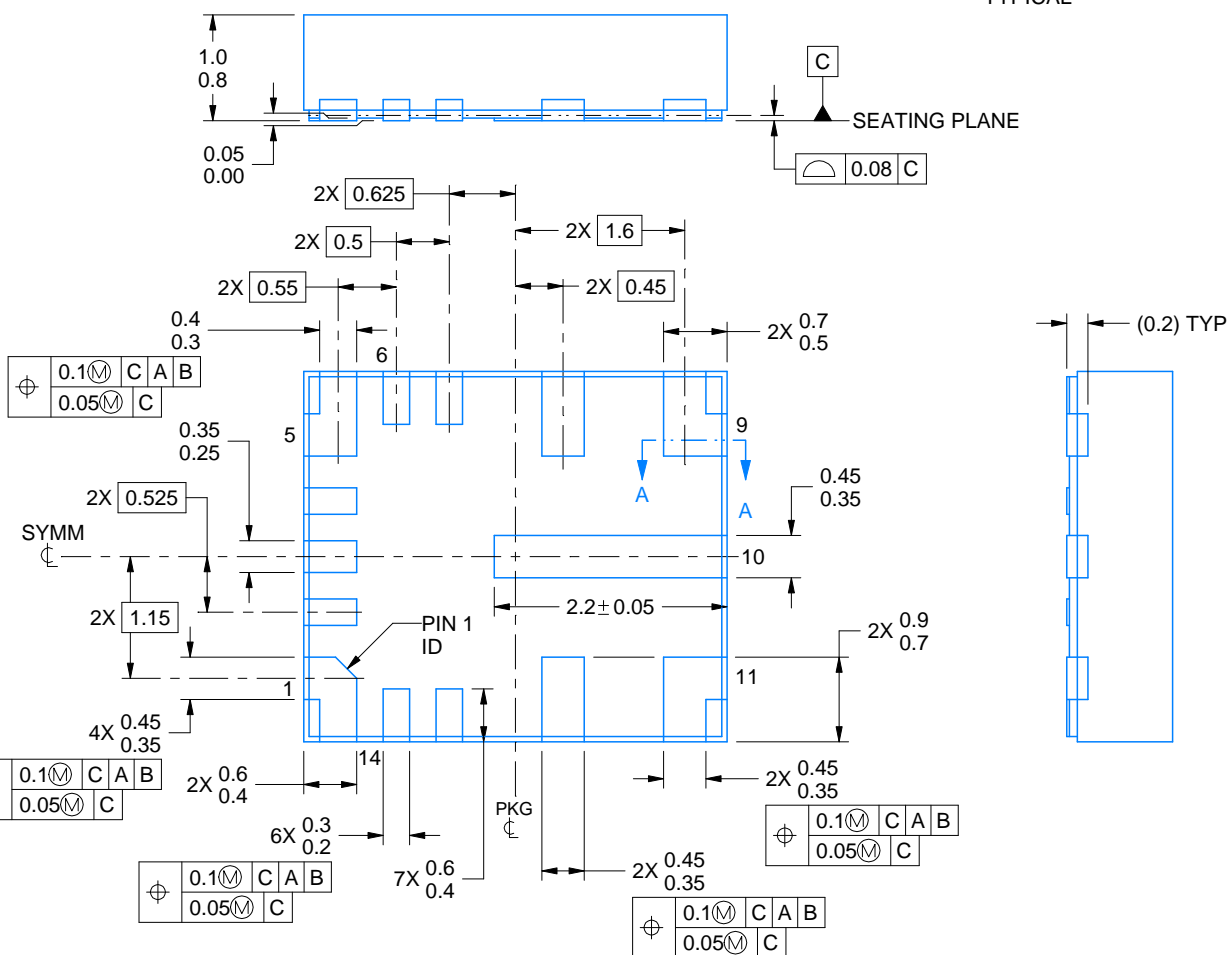 1.0
0.8
C
SEATING PLANE
0.05
0.00
0.08 C
2X 0.625
2X 0.5
2X 1.6
2X 0.55
2X 0.45
0.4
0.3
6
2X 0.7
0.5
(0.2) TYP
0.1Ⓜ C A B
0.05Ⓜ C
5
9
0.35
0.25
A
A
0.45
0.35
2X 0.525
SYMM
℄
10
2X 1.15
2.2±0.05
PIN 1
ID
2X 0.9
0.7
1
11
4X 0.45
0.35
14
0.1Ⓜ C A B
0.05Ⓜ C
2X 0.6
0.4
2X 0.45
0.35
PKG
℄
0.1Ⓜ C A B
0.05Ⓜ C
6X 0.3
0.2
7X 0.6
0.4
2X 0.45
0.35
0.1Ⓜ C A B
0.05Ⓜ C
0.1Ⓜ C A B
0.05Ⓜ C